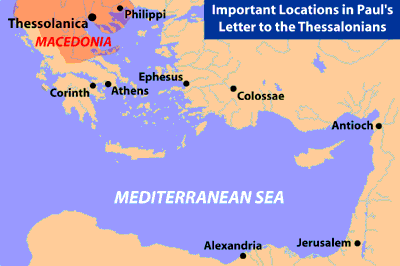 Important Locations in Paul's
Letter to the Thessalonians
Philippi
Thessolanica
MACEDONIA
Ephesus
Corinth
Athens
Colossae
Antioch
MEDITERRANEAN SEA
Alexandria
Jerusalem